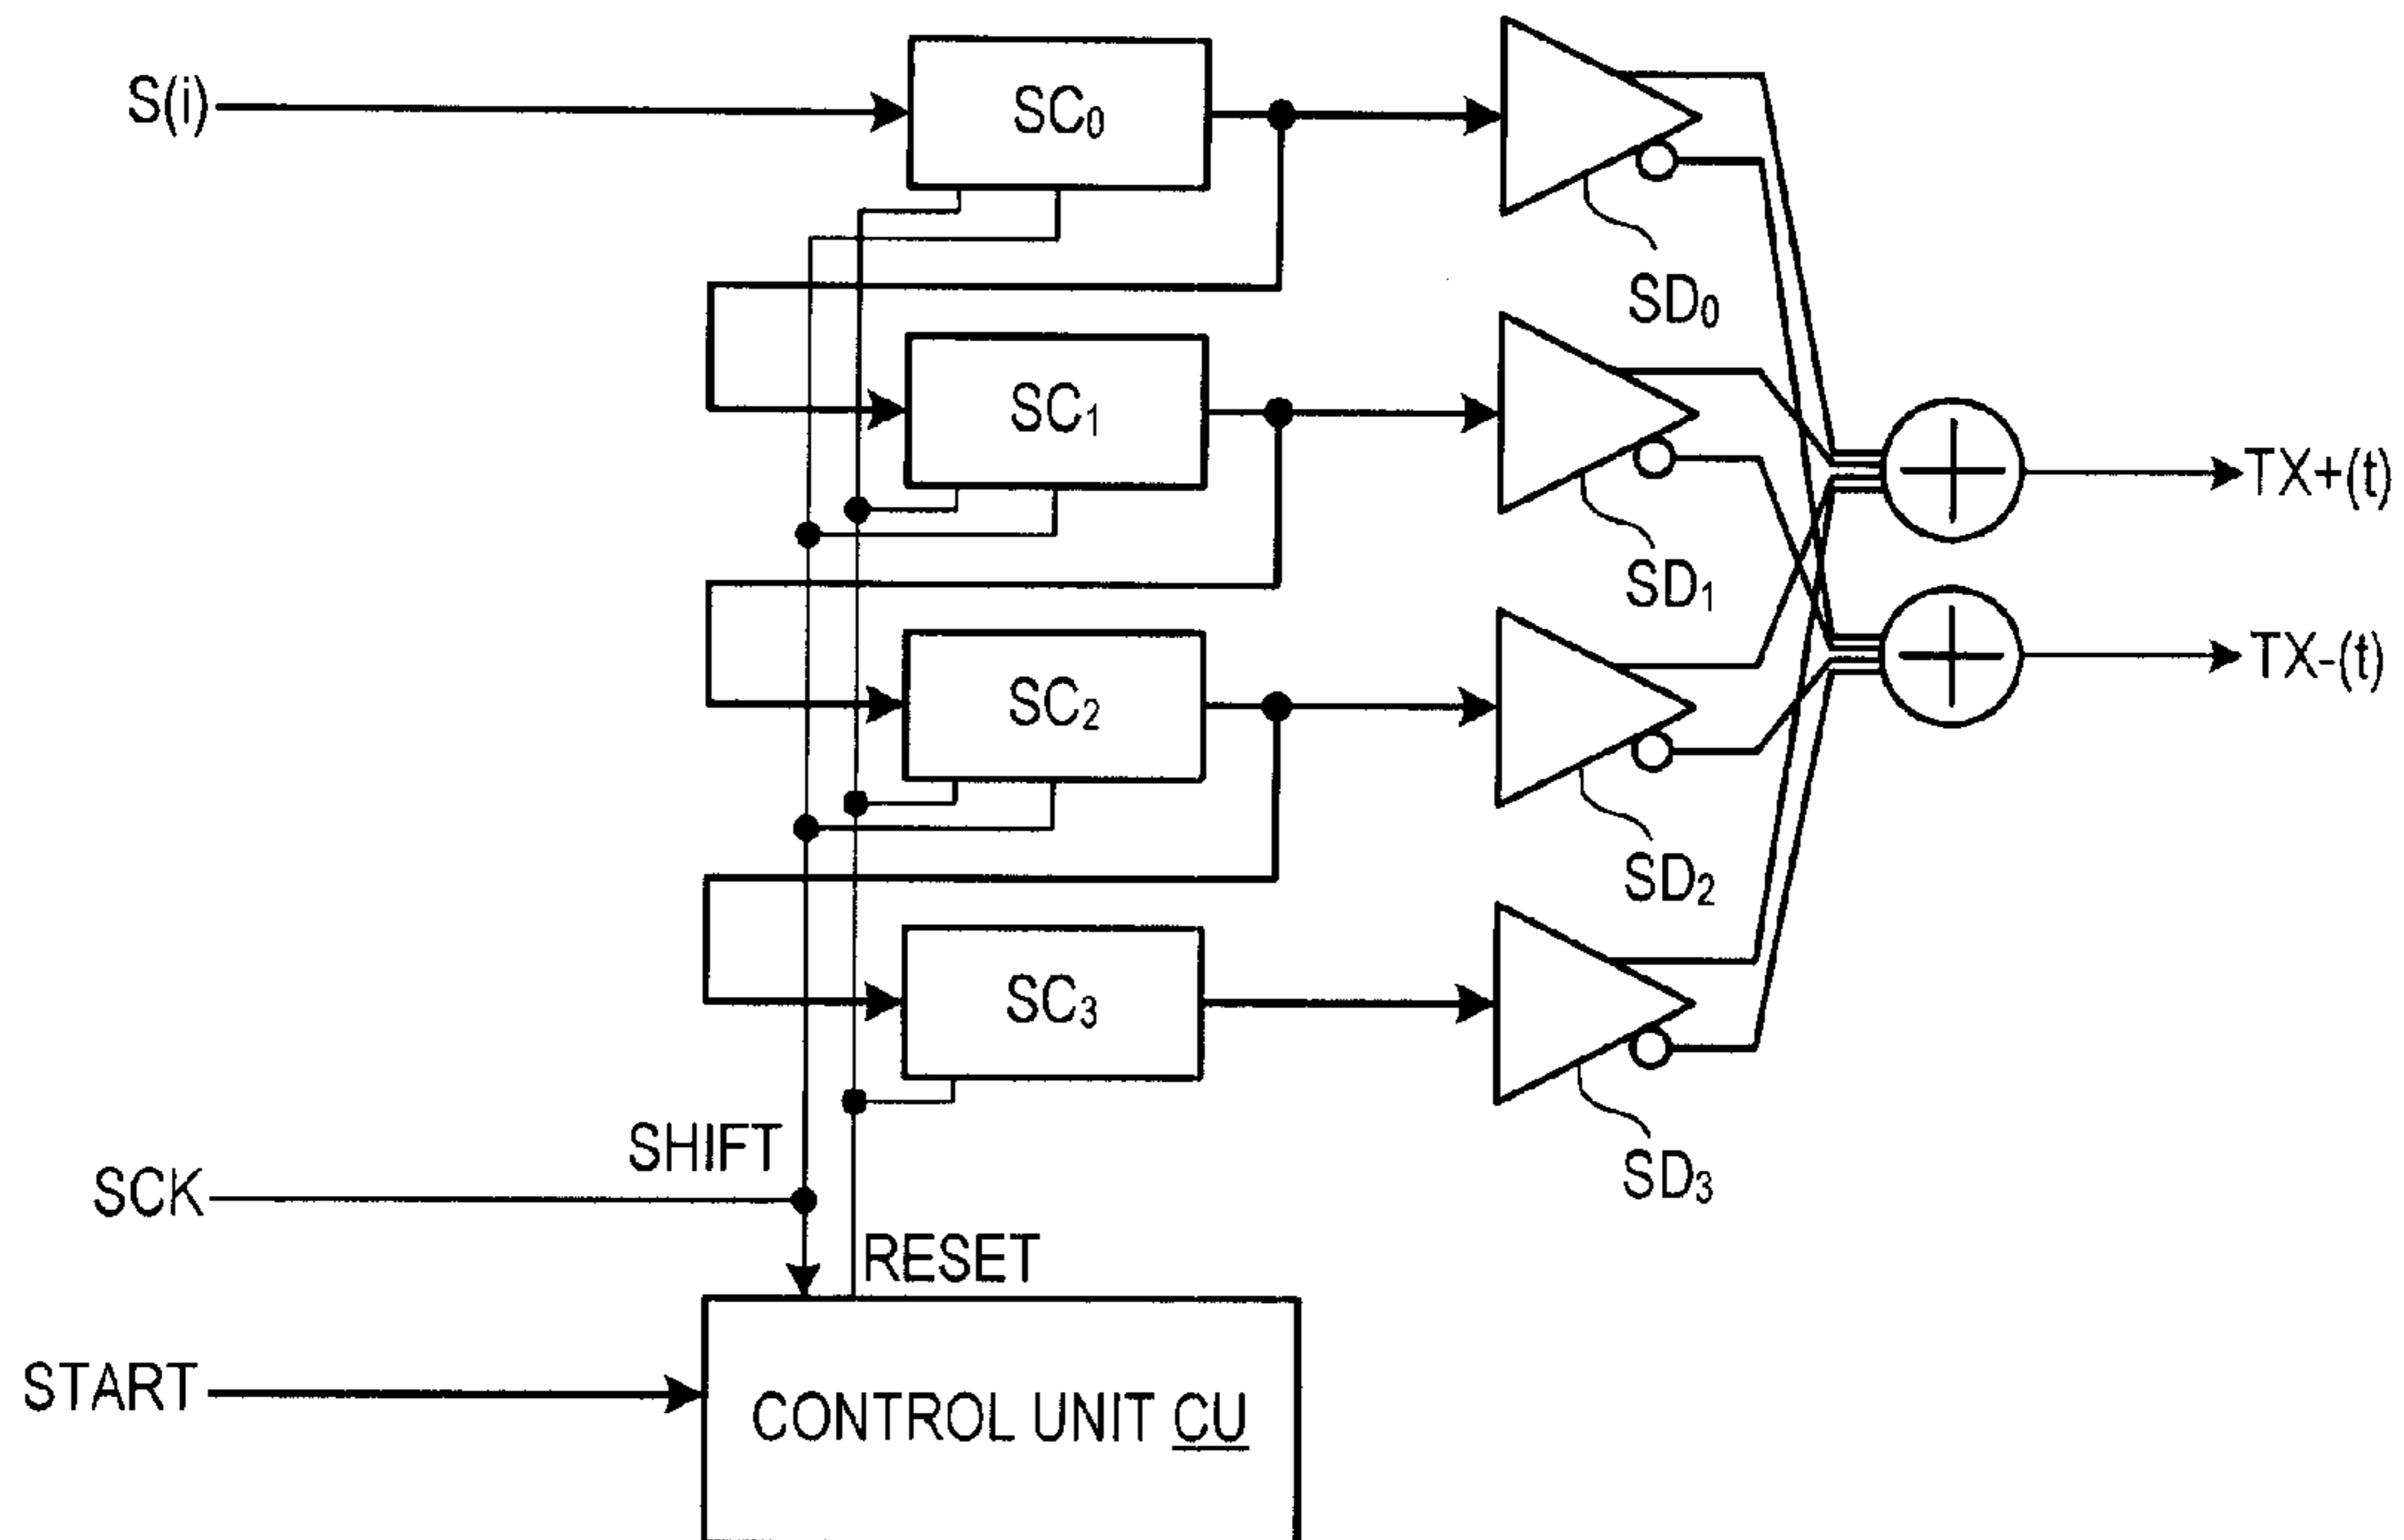 S(i)
SC₀
SD₀
SC₁
TX+(t)
SD₁
TX-(t)
SC₂
SD₂
SC₃
SHIFT
SD₃
SCK
RESET
START
CONTROL UNIT CU